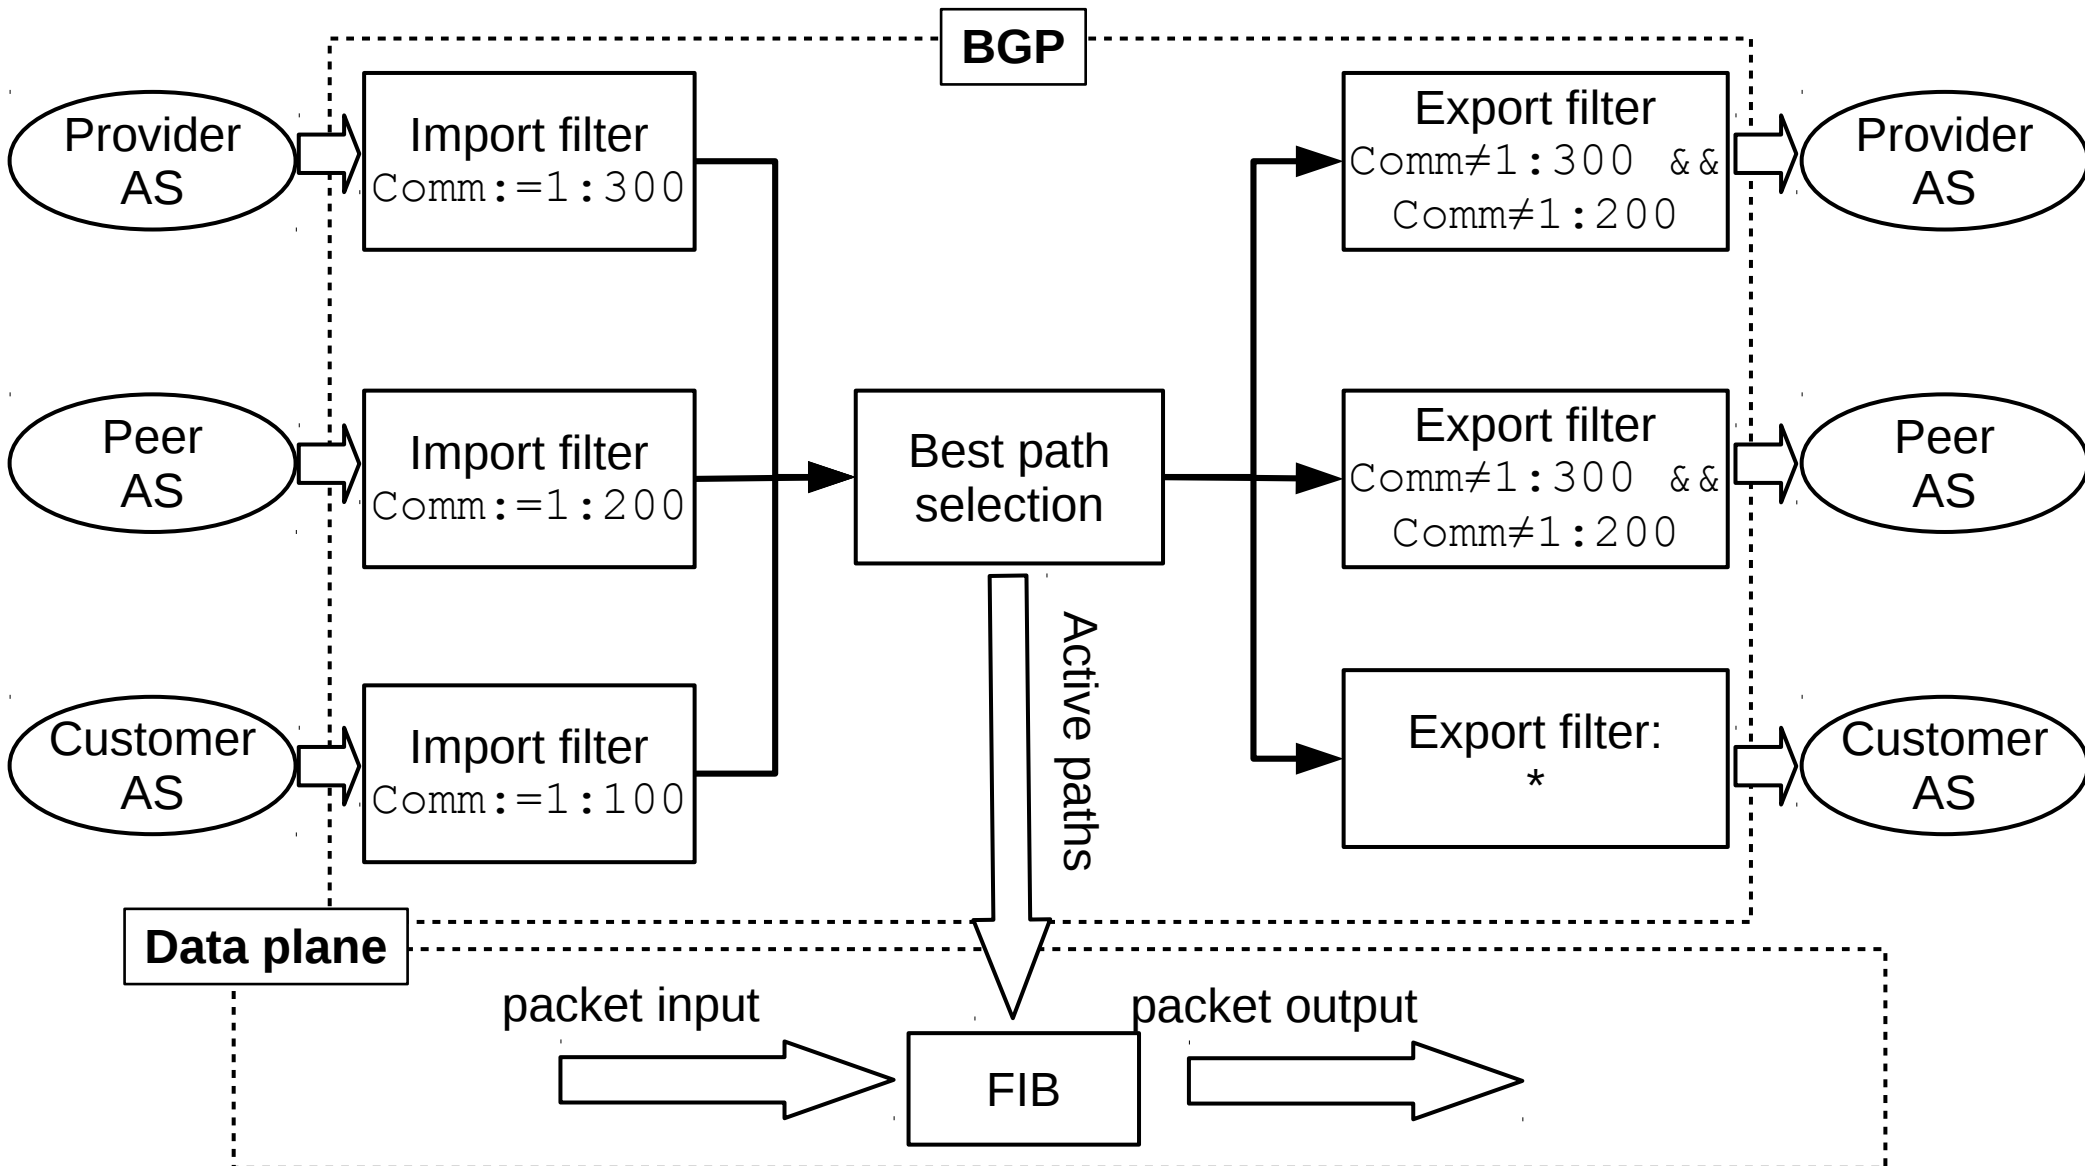 BGP
Provider
AS
Import filter
Comm:=1:300
Export filter
Comm≠1:300 &&
Comm≠1:200
Provider
AS
Peer
AS
Import filter
Comm:=1:200
Best path
selection
Export filter
Comm≠1:300 &&
Comm≠1:200
Peer
AS
Active paths
Customer
AS
Import filter
Comm:=1:100
Export filter:
*
Customer
AS
Data plane
packet input
FIB
packet output